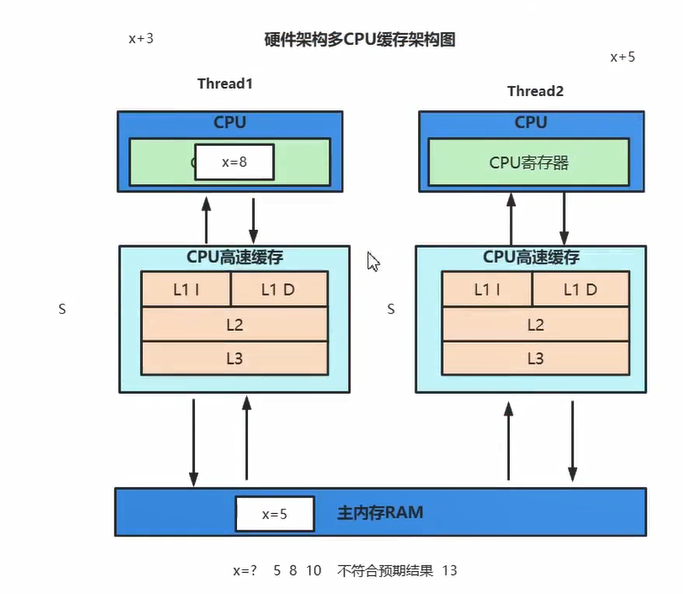 x+3
硬件架构多CPU缓存架构图
x+5
Thread1
Thread2
CPU
CPU
x=8
CPU寄存器
CPU高速缓存
CPU高速缓存
L1 I
L1 D
L1 I
L1 D
S
S
L2
L2
L3
L3
x=5
主内存RAM
x=? 5 8 10 不符合预期结果 13